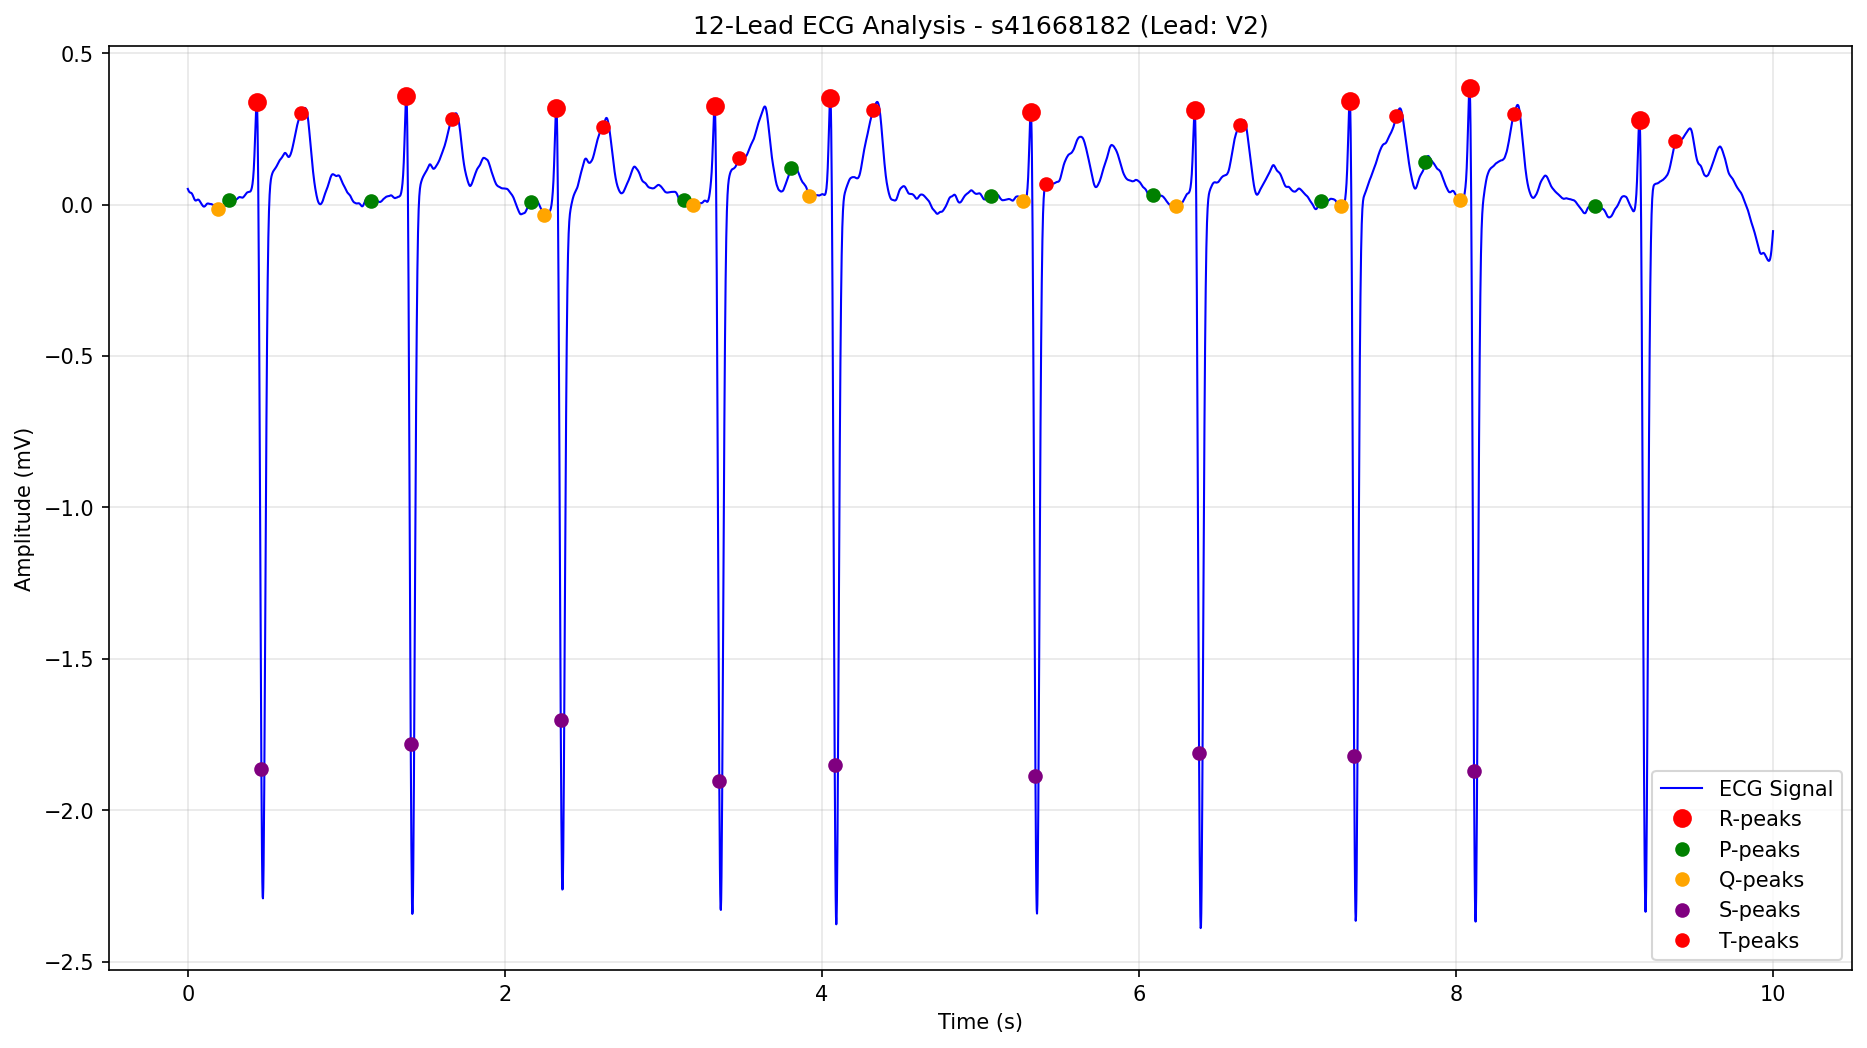 12-Lead ECG Analysis - s41668182 (Lead: V2)
0.5
0.0
−0.5
−1.0
−1.5
−2.0
−2.5
Amplitude (mV)
0 2 4 6 8 10
Time (s)
ECG Signal
R-peaks
P-peaks
Q-peaks
S-peaks
T-peaks